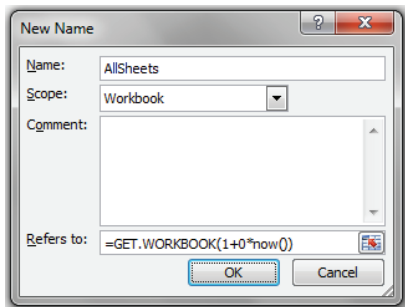 New Name
Name: AllSheets
Scope: Workbook
Comment:
Refers to: =GET.WORKBOOK(1+0*now())
OK Cancel